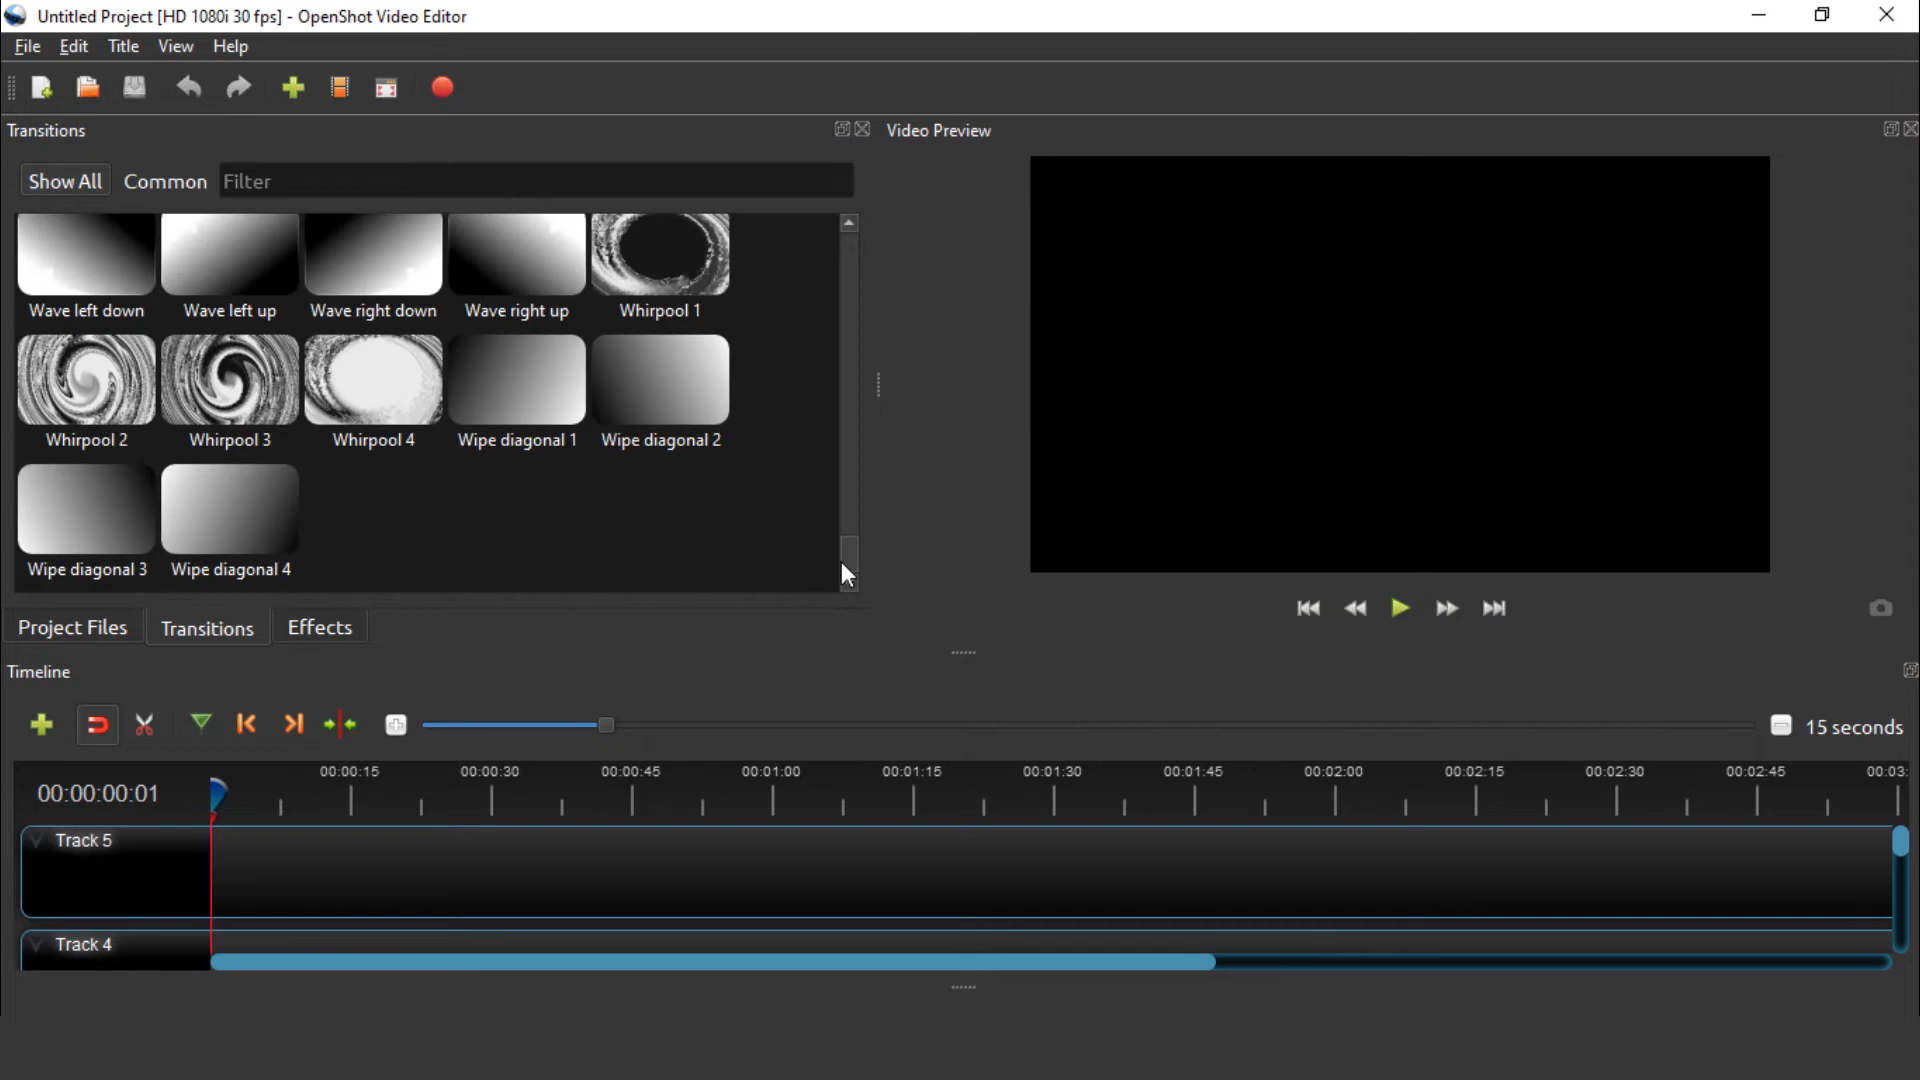 Untitled Project [HD 1080i 30 fps] - OpenShot Video Editor
File Edit Title View Help
Transitions
Video Preview
Show All Common Filter
Wave left down Wave left up Wave right down Wave right up Whirpool 1
Whirpool 2 Whirpool 3 Whirpool 4 Wipe diagonal 1 Wipe diagonal 2
Wipe diagonal 3 Wipe diagonal 4
Project Files Transitions Effects
Timeline
15 seconds
00:00:15 00:00:30 00:00:45 00:01:00 00:01:15 00:01:30 00:01:45 00:02:00 00:02:15 00:02:30 00:02:45 00:03:
00:00:00:01
Track 5
Track 4